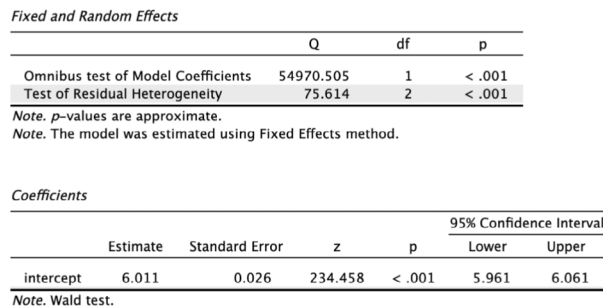 Fixed and Random Effects
Q df p
Omnibus test of Model Coefficients 54970.505 1 < .001
Test of Residual Heterogeneity 75.614 2 < .001
Note. p-values are approximate.
Note. The model was estimated using Fixed Effects method.
Coefficients
95% Confidence Interval
Estimate Standard Error z p Lower Upper
intercept 6.011 0.026 234.458 < .001 5.961 6.061
Note. Wald test.